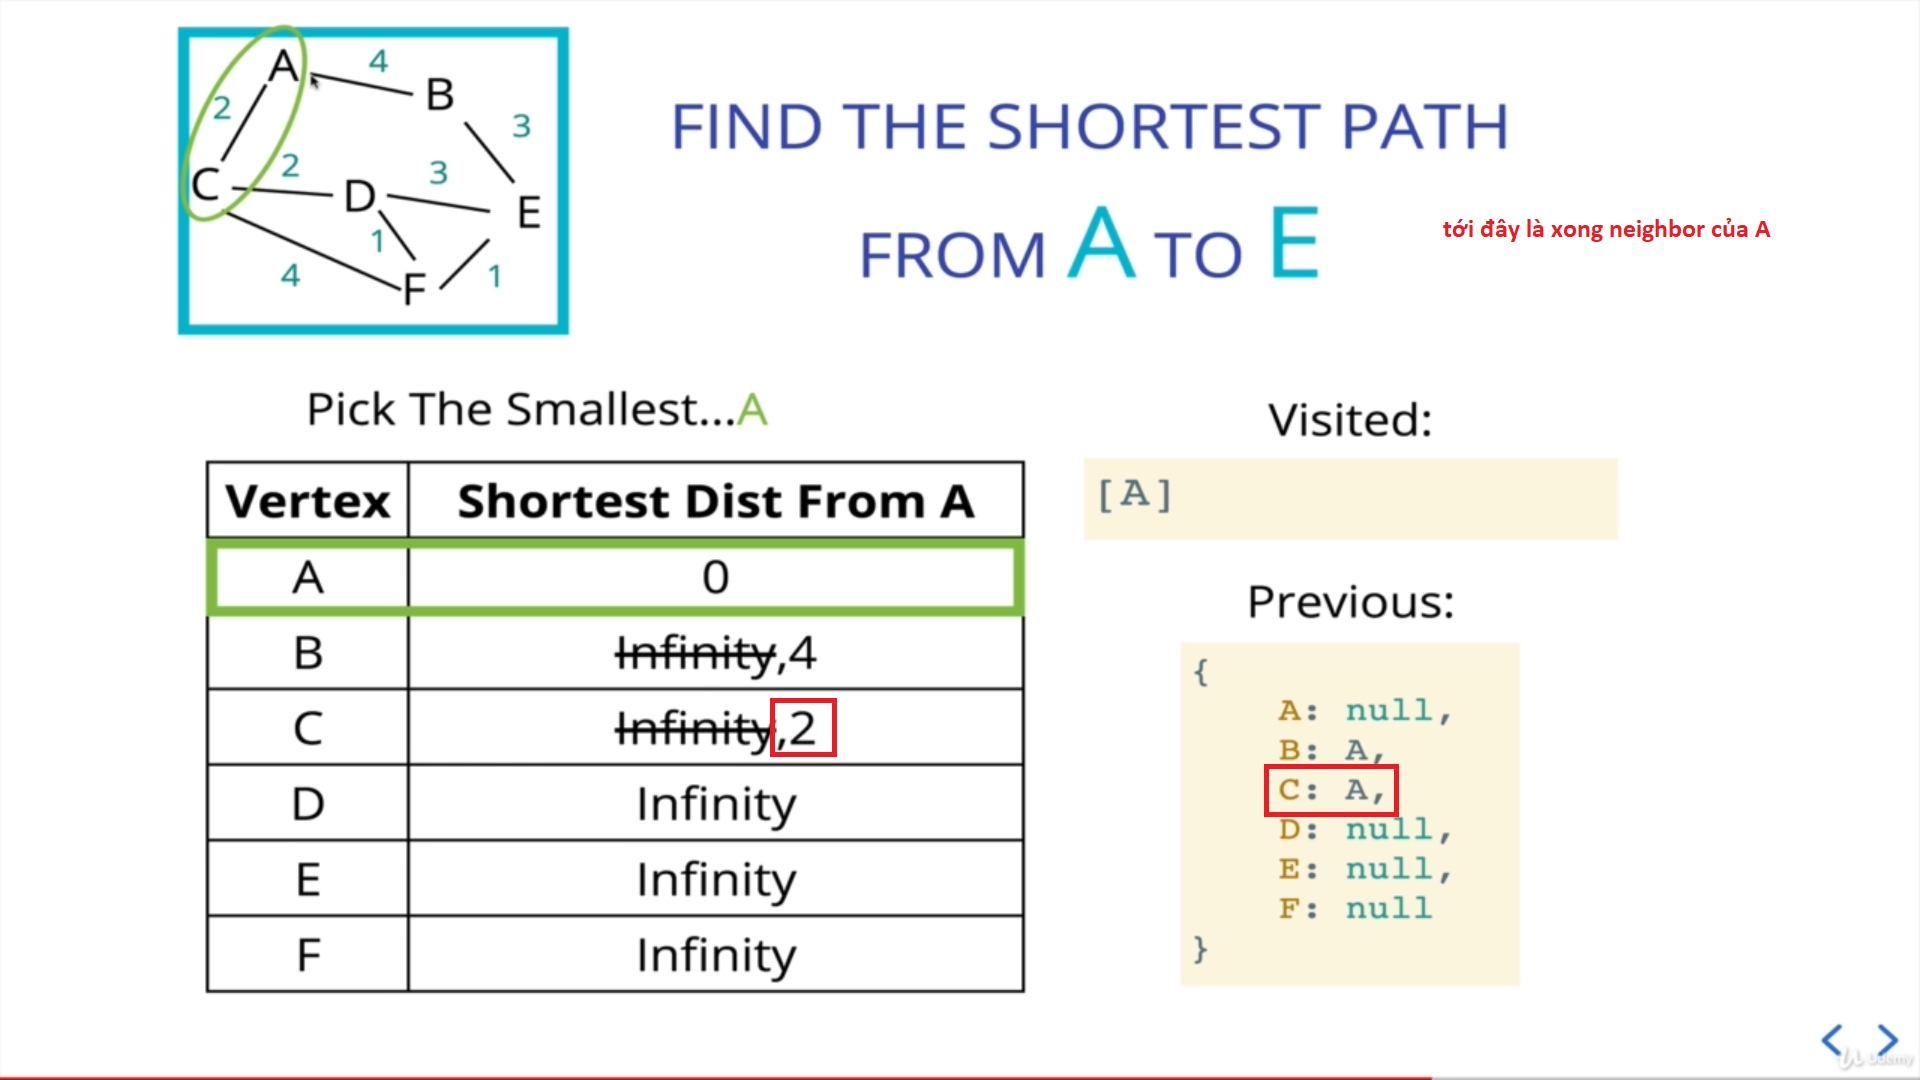 A
4
B
2
3
C
2
D
3
E
1
4
F
1
FIND THE SHORTEST PATH
FROM A TO E
tới đây là xong neighbor của A
Pick The Smallest...A
Vertex Shortest Dist From A
A 0
B Infinity,4
C Infinity,2
D Infinity
E Infinity
F Infinity
Visited:
[A]
Previous:
{
A: null,
B: A,
C: A,
D: null,
E: null,
F: null
}
Udemy